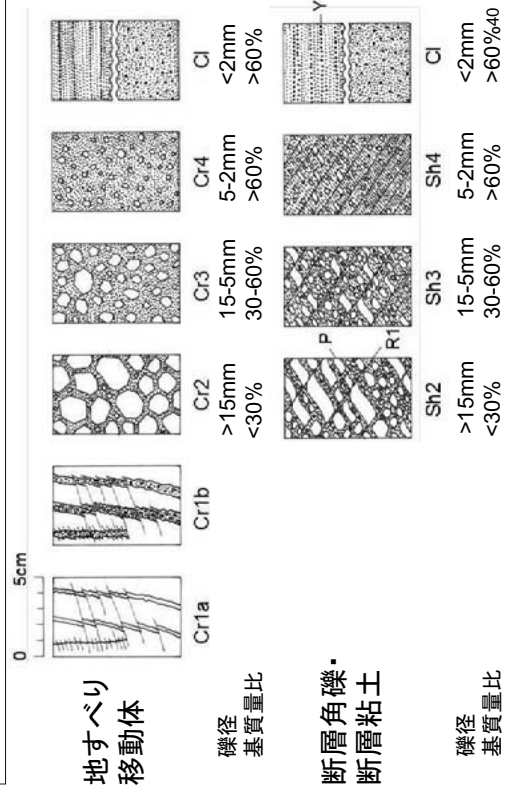 0 5cm
地すべり
移動体
Cr1a Cr1b Cr2 Cr3 Cr4 Cl
礫径 >15mm 15-5mm 5-2mm <2mm
基質量比 <30% 30-60% >60% >60%
断層角礫・
断層粘土
P R1 Y
Sh2 Sh3 Sh4 Cl
礫径 >15mm 15-5mm 5-2mm <2mm
基質量比 <30% 30-60% >60% >60%40